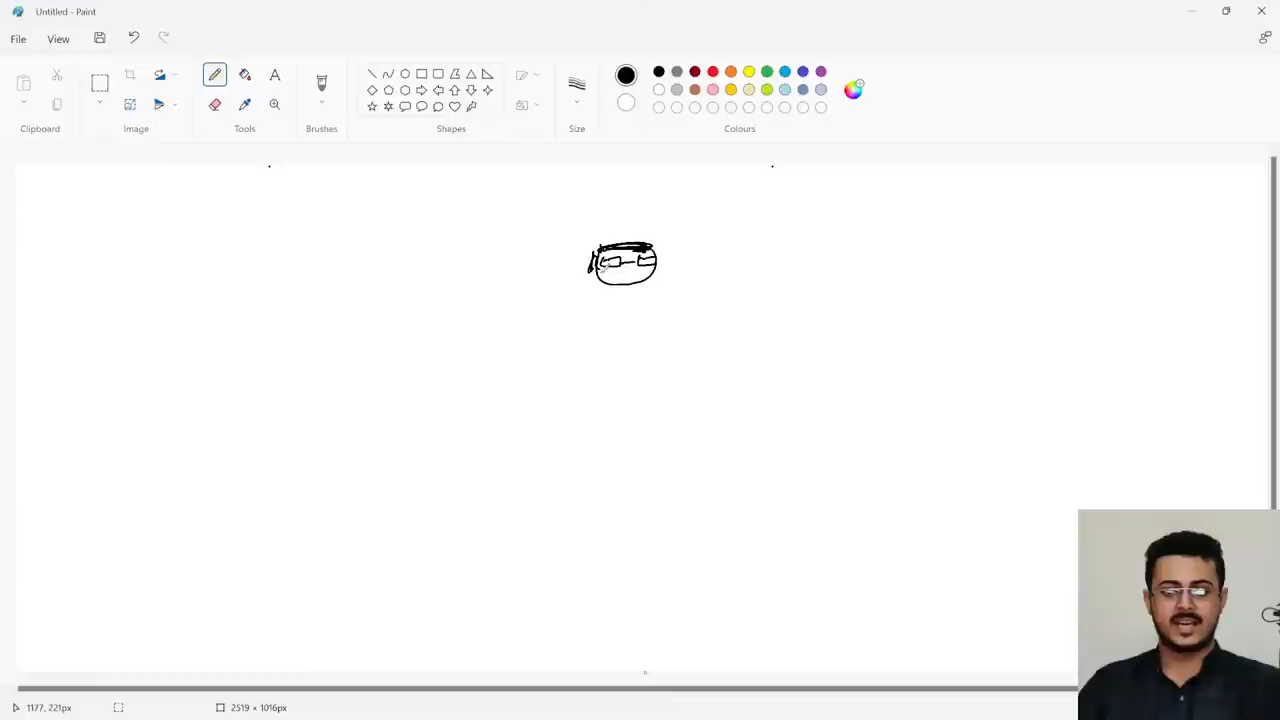 Untitled - Paint
File View
Clipboard Image Tools Brushes Shapes Size Colours
A
1177, 221px 2519 × 1016px